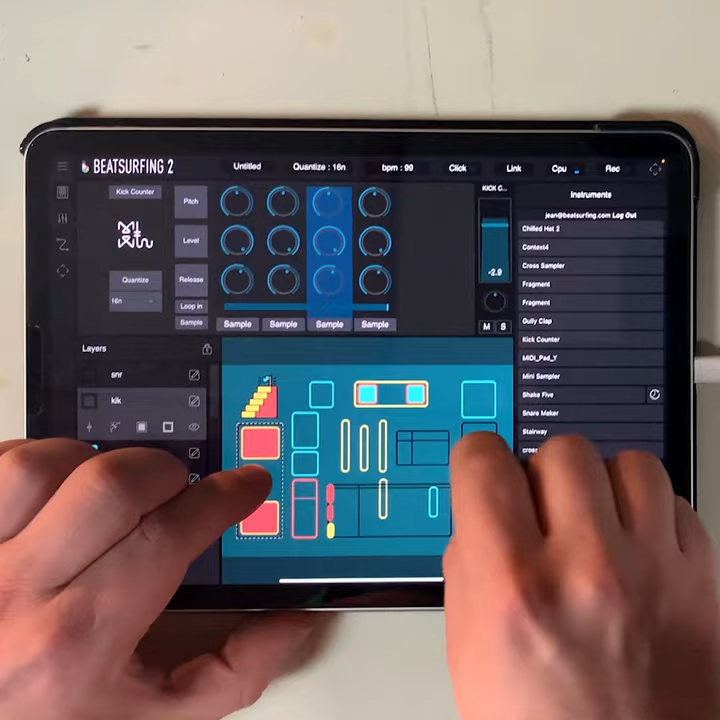 BEATSURFING 2 Untitled Quantize : 16n bpm : 99 Click Link Cpu Rec
Kick Counter
Quantize
16n
Pitch
Level
Release
Loop in
Sample
Sample Sample Sample Sample
KICK C...
-2.9
M S
Instruments
jean@beatsurfing.com Log Out
Chilled Hat 2
Context4
Cross Sampler
Fragment
Fragment
Gully Clap
Kick Counter
MIDI_Pad_Y
Mini Sampler
Shake Five
Snare Maker
Stairway
Layers
snr
kik